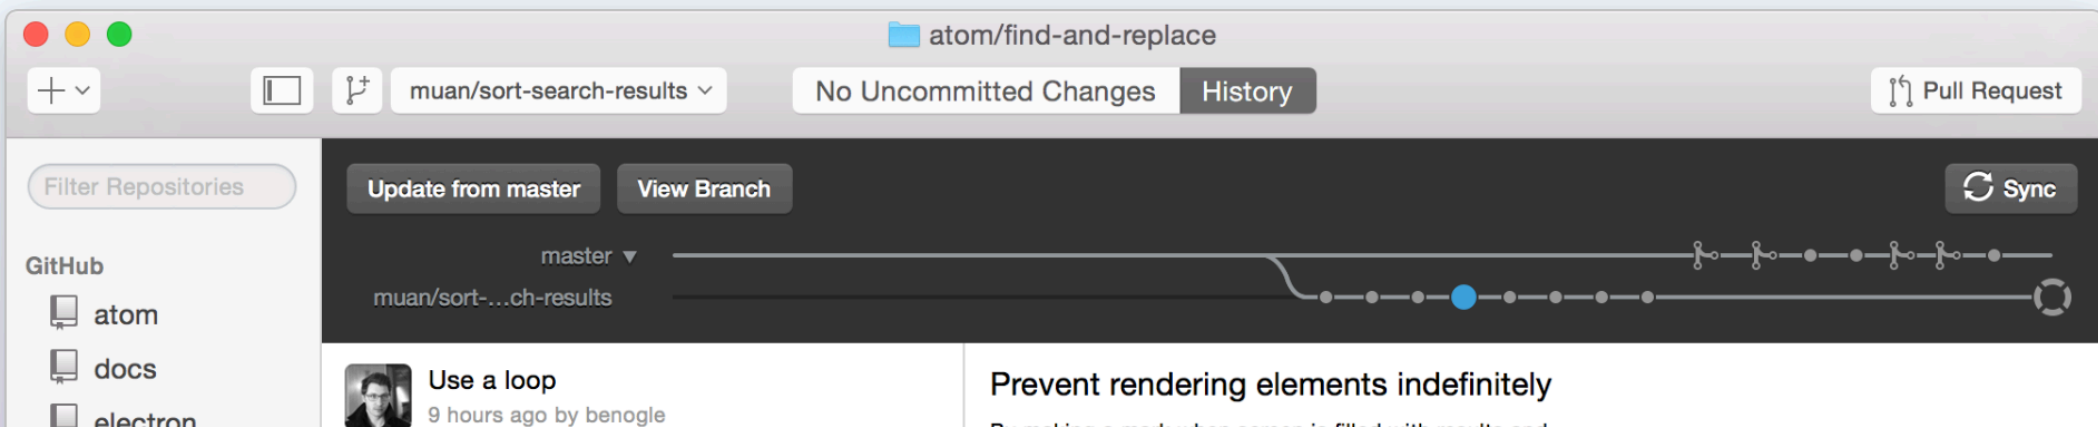 atom/find-and-replace
muan/sort-search-results
No Uncommitted Changes
History
Pull Request
Filter Repositories
Update from master
View Branch
Sync
master
muan/sort-...ch-results
GitHub
atom
docs
electron
Use a loop
9 hours ago by benogle
Prevent rendering elements indefinitely